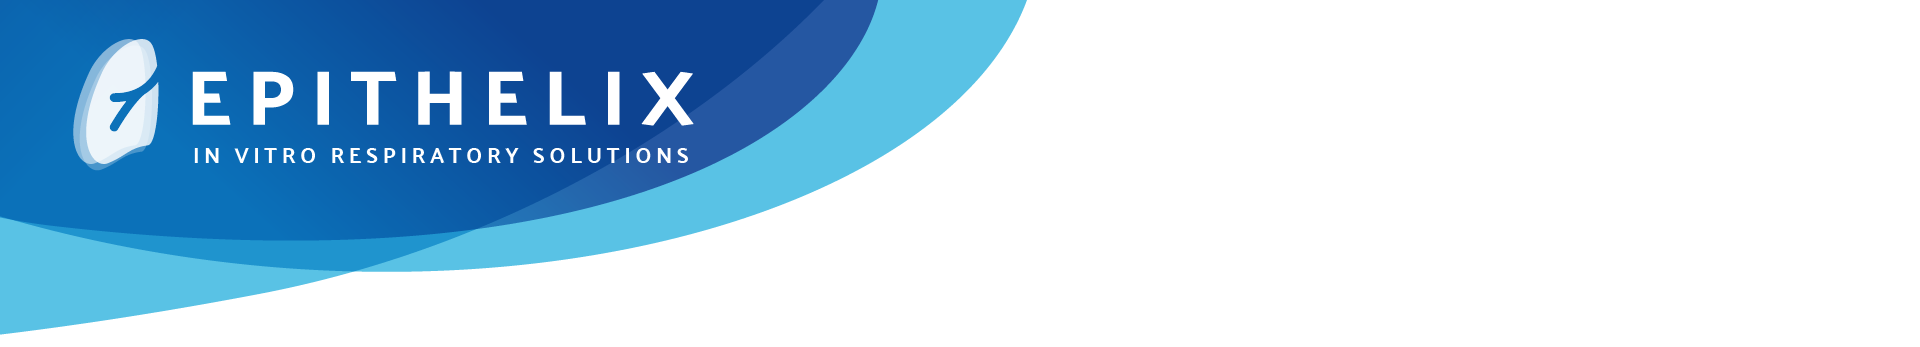 EPITHELIX
IN VITRO RESPIRATORY SOLUTIONS